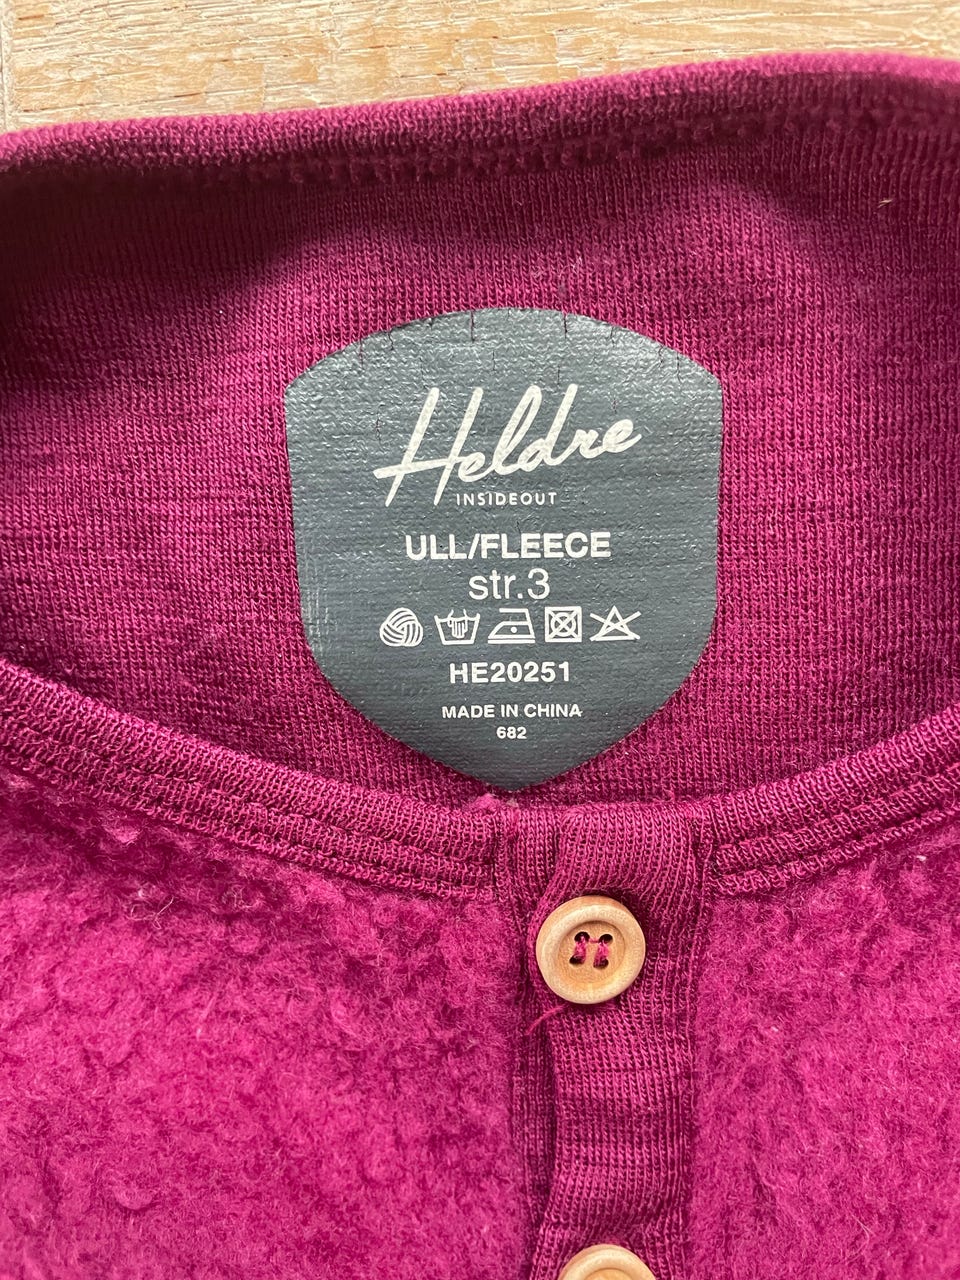 Heldre
INSIDEOUT
ULL/FLEECE
str.3
HE20251
MADE IN CHINA
682